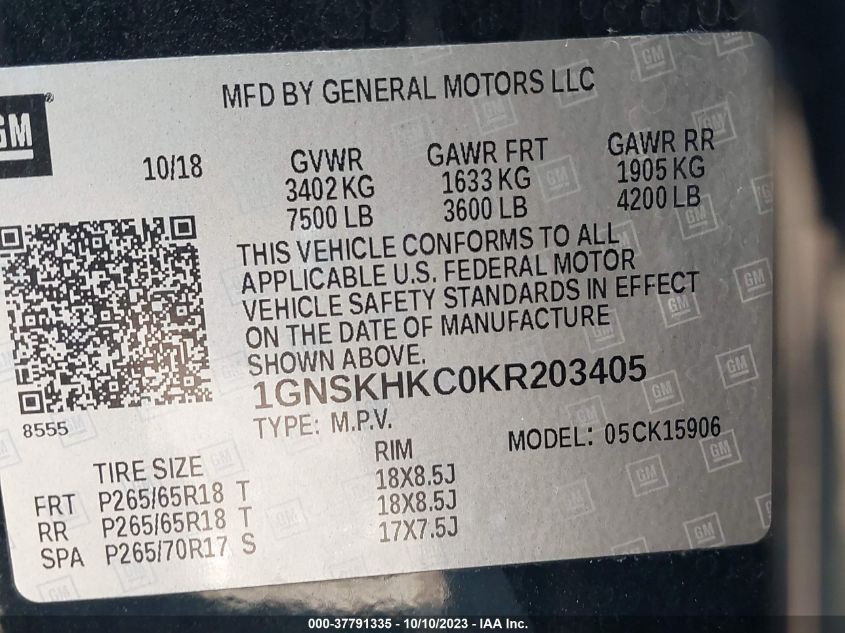 MFD BY GENERAL MOTORS LLC
GM®
10/18
GVWR GAWR FRT GAWR RR
3402 KG 1633 KG 1905 KG
7500 LB 3600 LB 4200 LB
THIS VEHICLE CONFORMS TO ALL
APPLICABLE U.S. FEDERAL MOTOR
VEHICLE SAFETY STANDARDS IN EFFECT
ON THE DATE OF MANUFACTURE
SHOWN ABOVE.
1GNSKHKC0KR203405
8555
TYPE: M.P.V. MODEL: 05CK15906
TIRE SIZE RIM
FRT P265/65R18 T 18X8.5J
RR P265/65R18 T 18X8.5J
SPA P265/70R17 S 17X7.5J
000-37791335 - 10/10/2023 - IAA Inc.